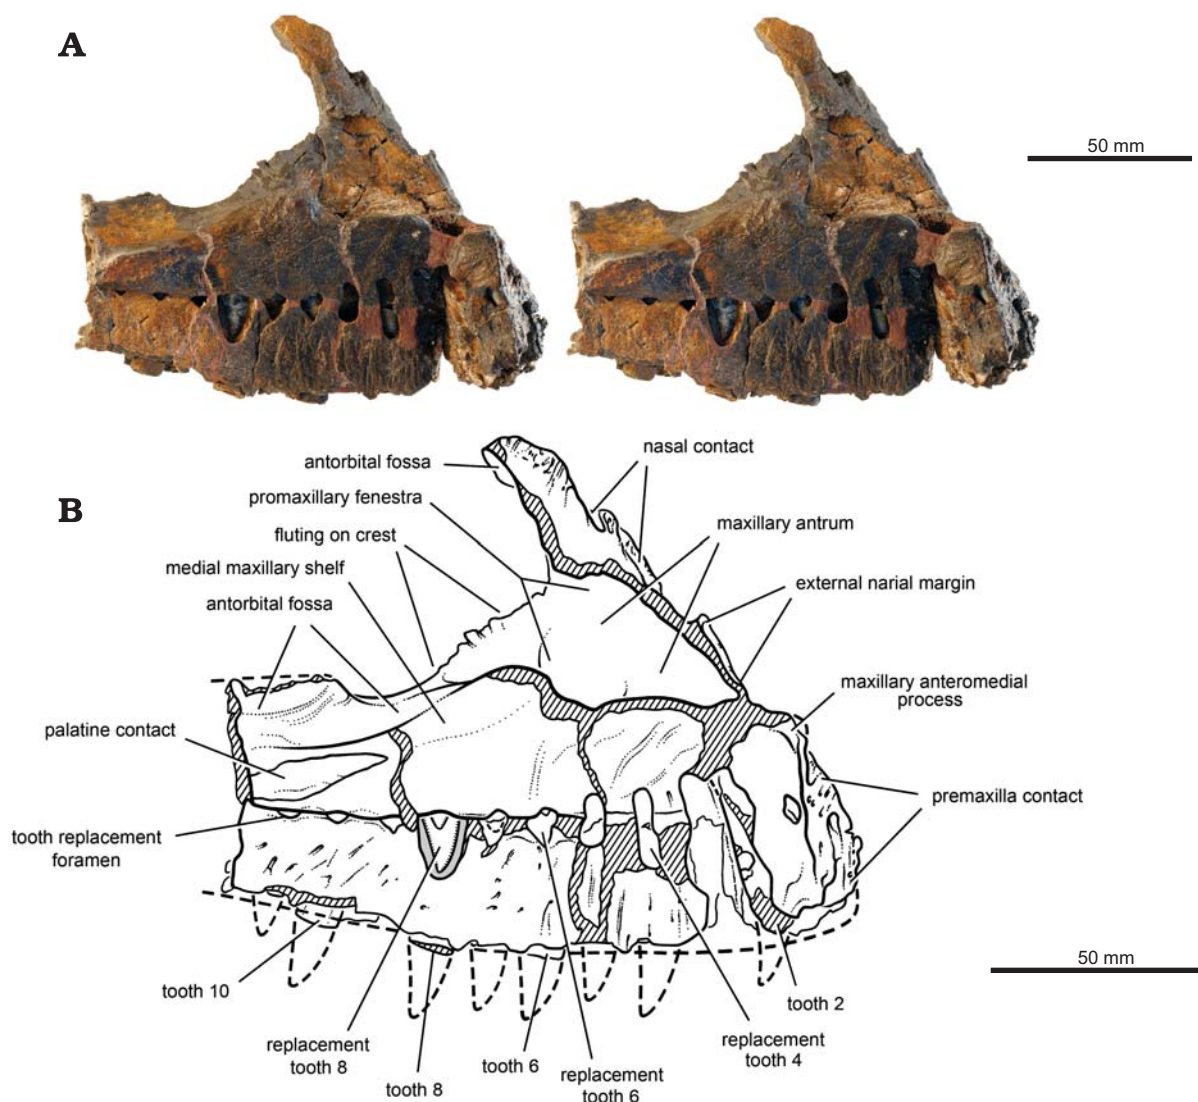 A
50 mm
B
antorbital fossa
promaxillary fenestra
fluting on crest
medial maxillary shelf
antorbital fossa
palatine contact
tooth replacement
foramen
nasal contact
maxillary antrum
external narial margin
maxillary anteromedial
process
premaxilla contact
50 mm
tooth 10
replacement
tooth 8
tooth 8
tooth 6
replacement
tooth 6
replacement
tooth 4
tooth 2